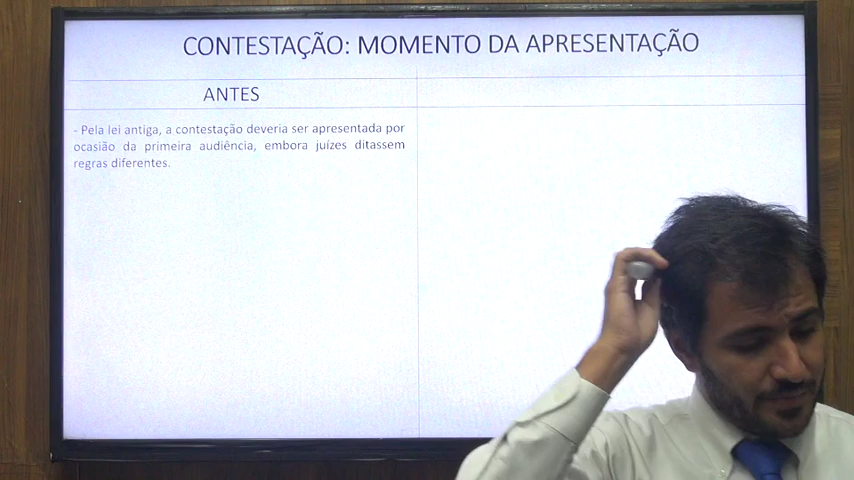 CONTESTAÇÃO: MOMENTO DA APRESENTAÇÃO
ANTES
- Pela lei antiga, a contestação deveria ser apresentada por
ocasião da primeira audiência, embora juízes ditassem
regras diferentes.